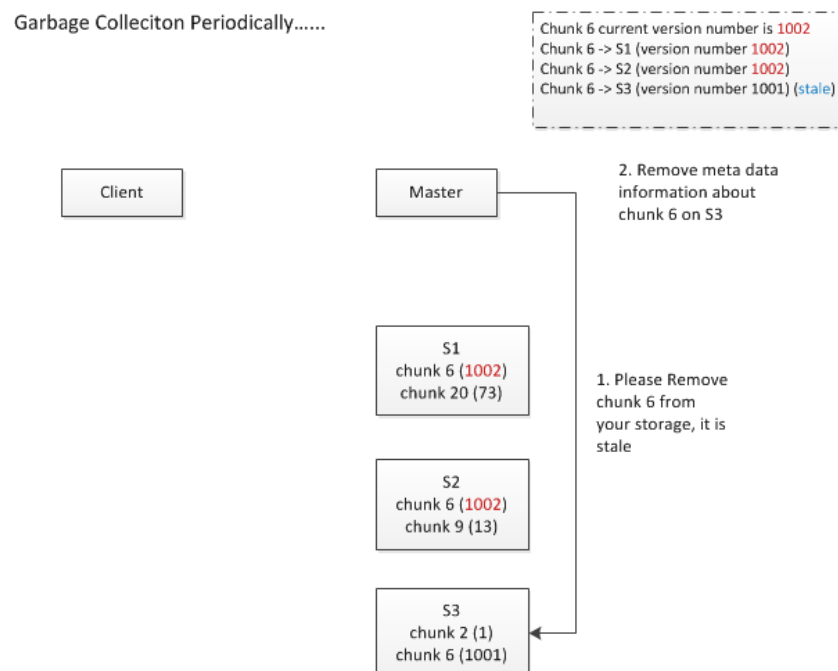 Garbage Colleciton Periodically......
Chunk 6 current version number is 1002
Chunk 6 -> S1 (version number 1002)
Chunk 6 -> S2 (version number 1002)
Chunk 6 -> S3 (version number 1001) (stale)
Client
Master
2. Remove meta data
information about
chunk 6 on S3
S1
chunk 6 (1002)
chunk 20 (73)
1. Please Remove
chunk 6 from
your storage, it is
stale
S2
chunk 6 (1002)
chunk 9 (13)
S3
chunk 2 (1)
chunk 6 (1001)